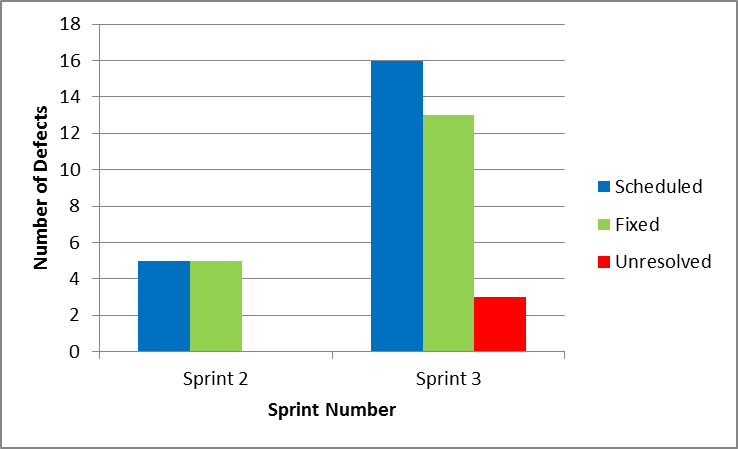 18
16
14
12
10
8
6
4
2
0
Number of Defects
Sprint 2
Sprint 3
Sprint Number
Scheduled
Fixed
Unresolved